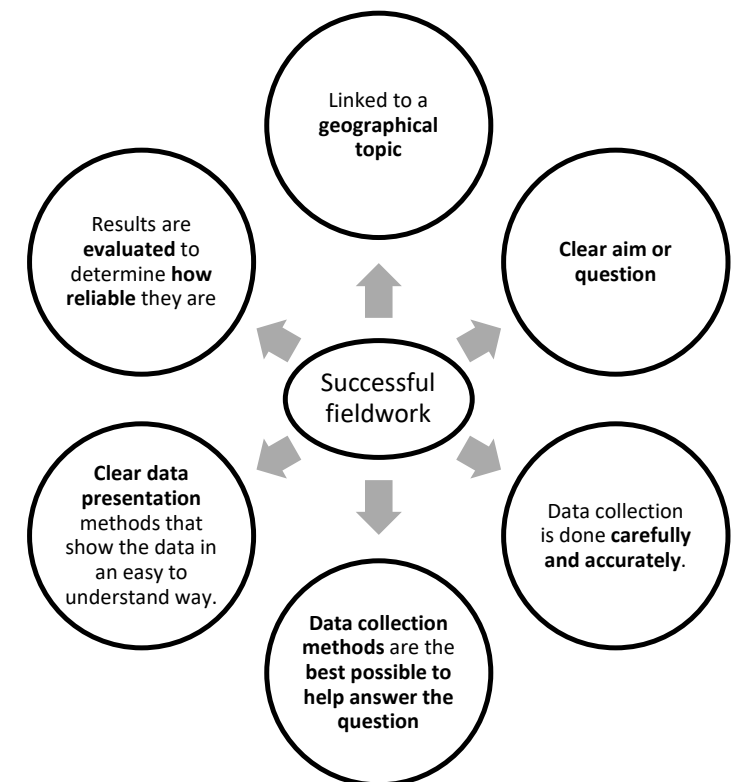 Linked to a
geographical
topic
Clear aim or
question
Data collection
is done carefully
and accurately.
Data collection
methods are the
best possible to
help answer the
question
Clear data
presentation
methods that
show the data in
an easy to
understand way.
Results are
evaluated to
determine how
reliable they are
Successful
fieldwork